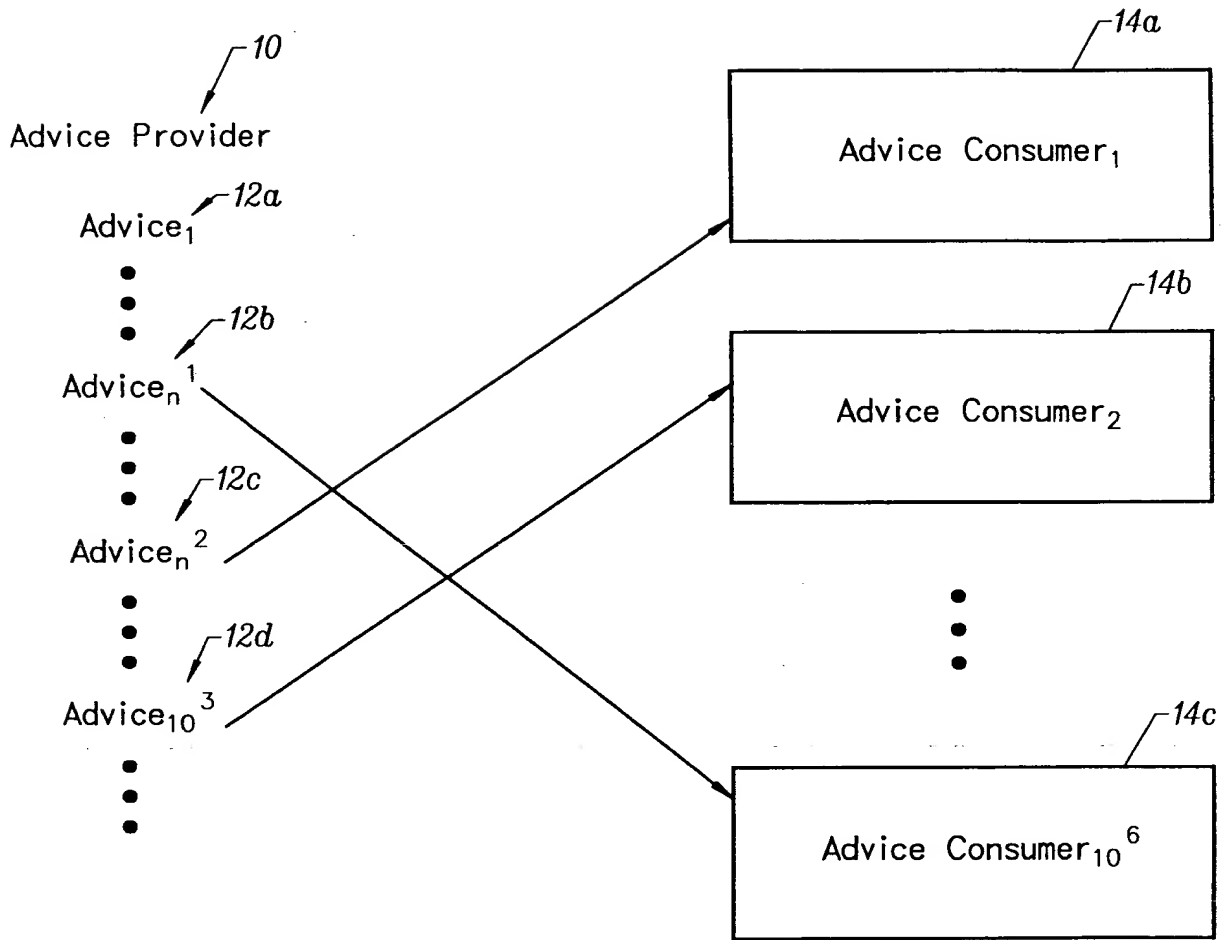 10
Advice Provider
12a
Advice₁
12b
Adviceₙ¹
12c
Adviceₙ²
12d
Advice₁₀³
14a
Advice Consumer₁
14b
Advice Consumer₂
14c
Advice Consumer₁₀⁶